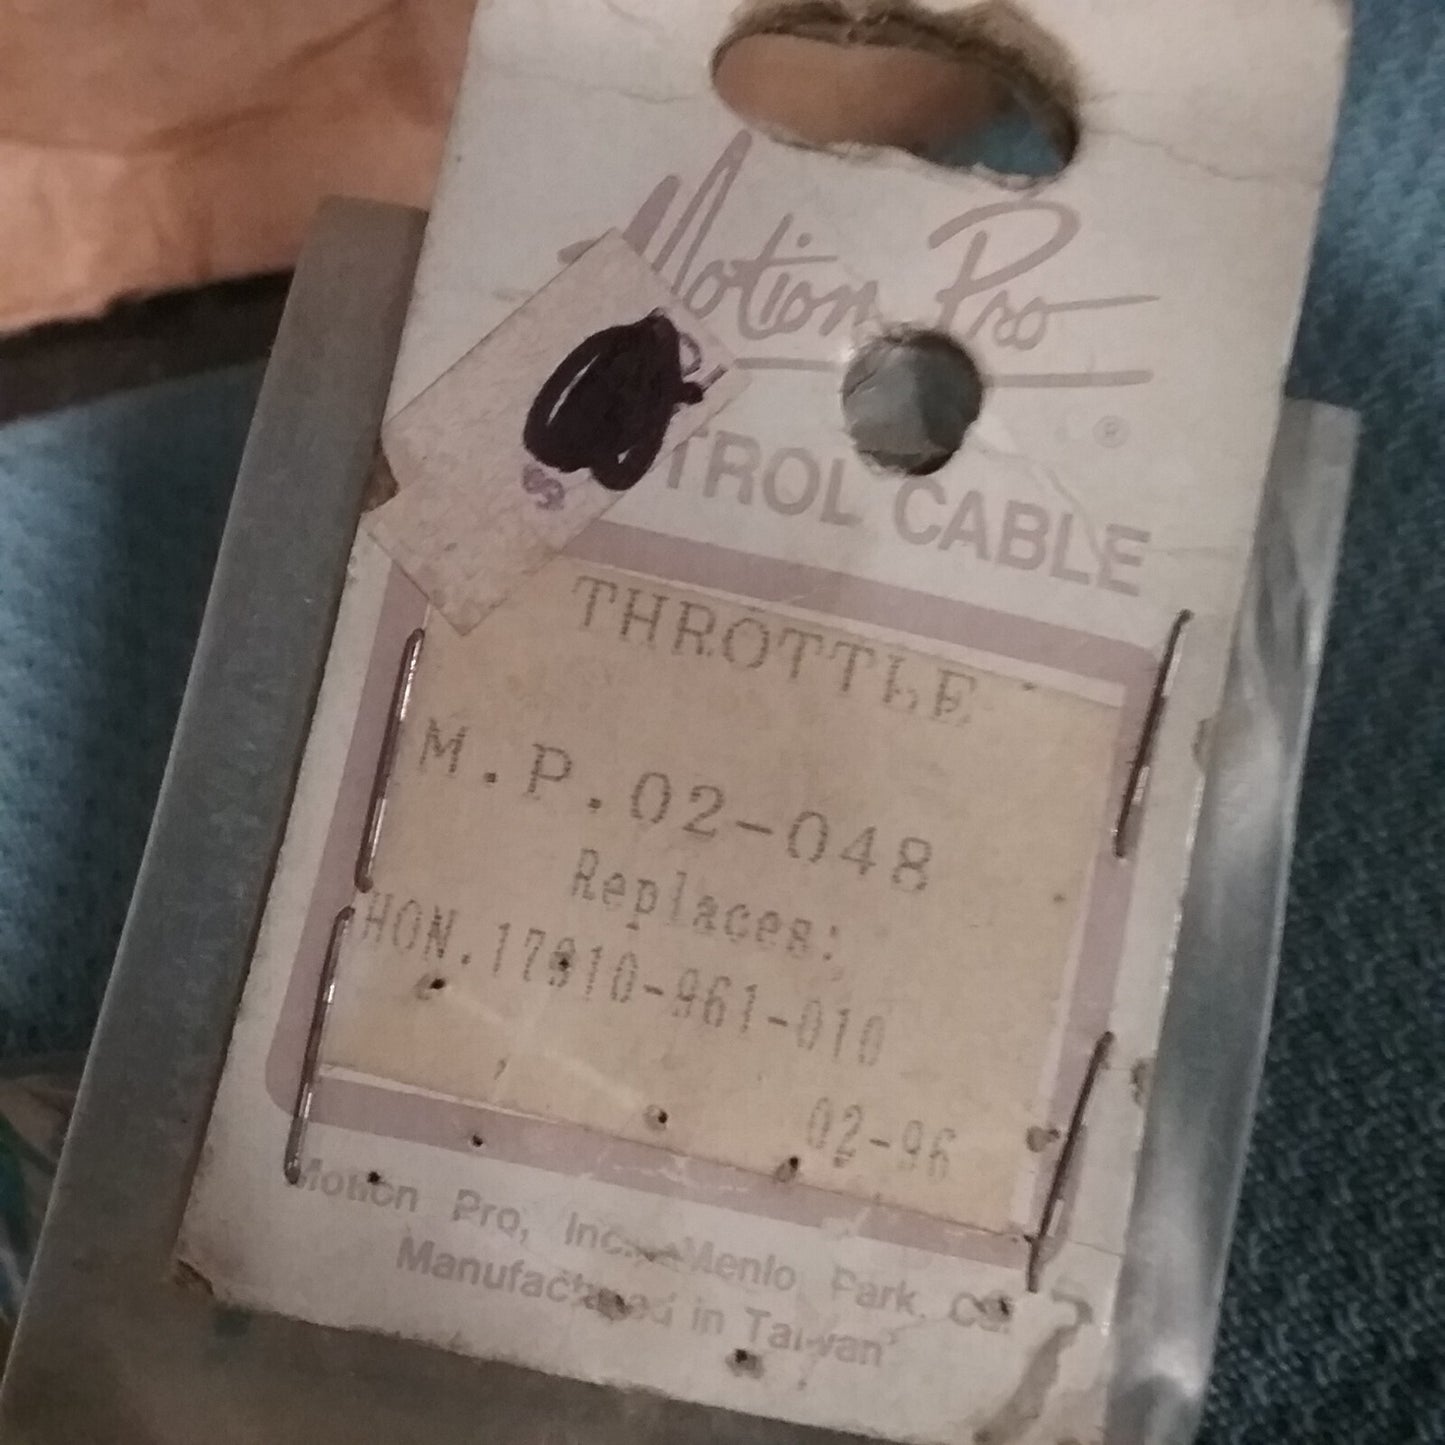 Motion Pro
®
TROL CABLE
THROTTLE
M.P.02-048
Replaces:
HON.17910-961-010
02-96
Motion Pro, Inc. Menlo Park, Ca.
Manufactured in Taiwan